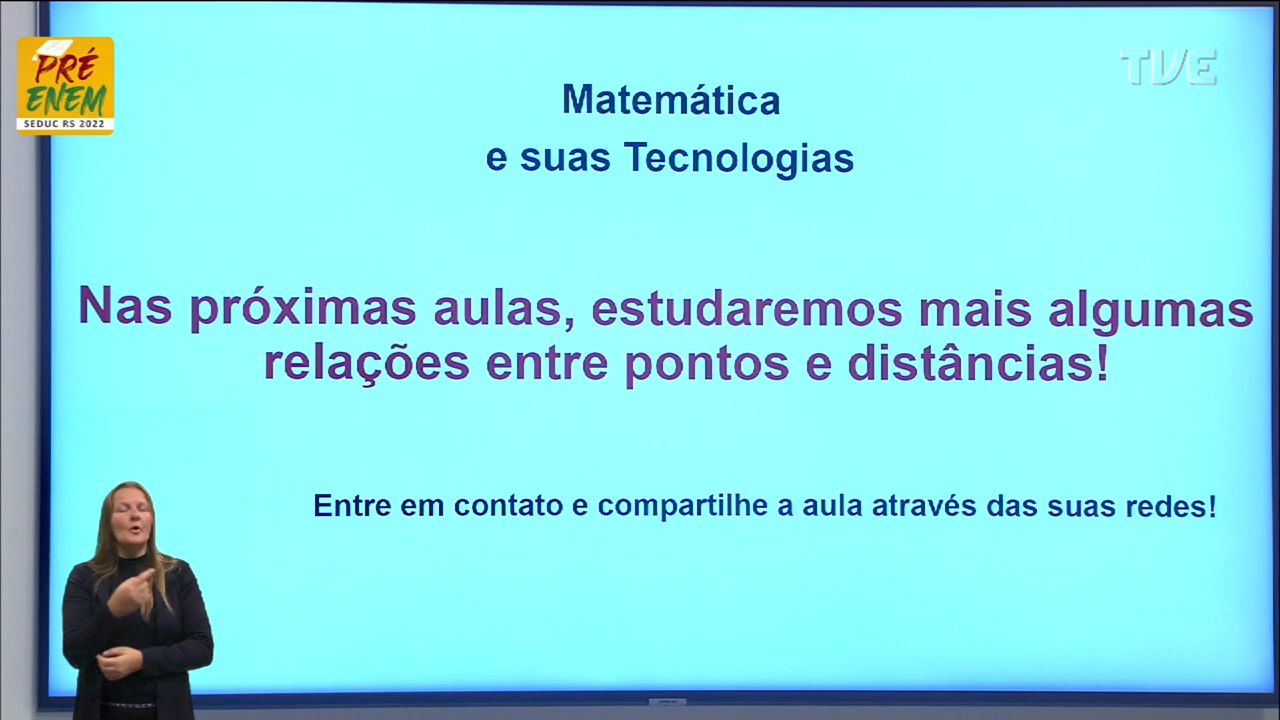 PRÉ
ENEM
SEDUC RS 2022
TVE
Matemática
e suas Tecnologias
Nas próximas aulas, estudaremos mais algumas
relações entre pontos e distâncias!
Entre em contato e compartilhe a aula através das suas redes!